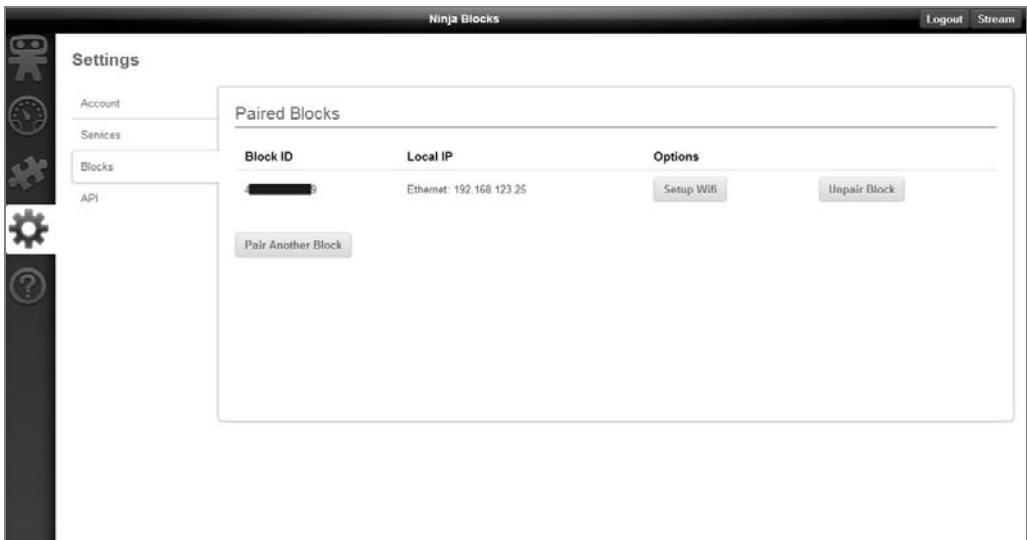 Ninja Blocks
Logout Stream
Settings
Account
Services
Blocks
API
Paired Blocks
Block ID Local IP Options
Ethernet: 192.168.123.25 Setup Wifi Unpair Block
Pair Another Block
?